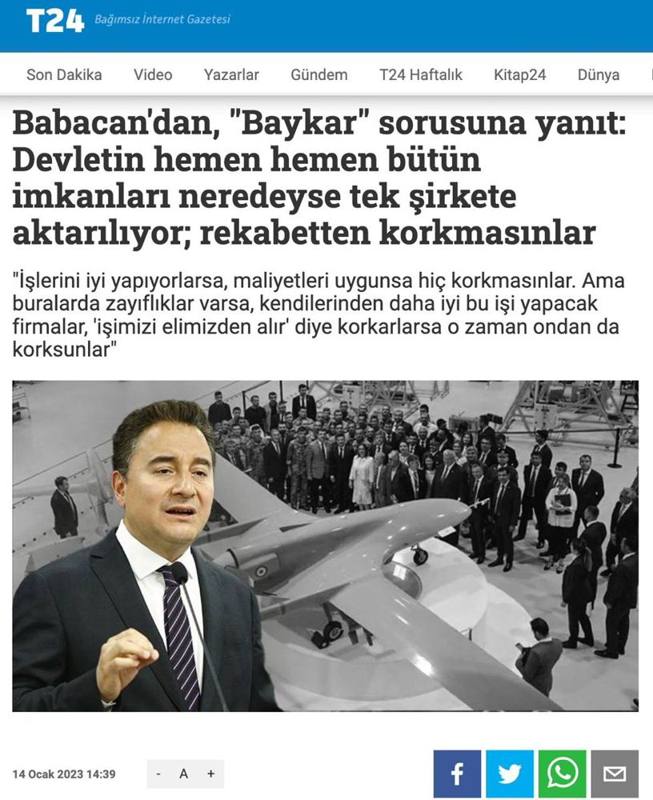 T24 Bağımsız İnternet Gazetesi
Son Dakika Video Yazarlar Gündem T24 Haftalık Kitap24 Dünya
Babacan'dan, "Baykar" sorusuna yanıt:
Devletin hemen hemen bütün
imkanları neredeyse tek şirkete
aktarılıyor; rekabetten korkmasınlar
"İşlerini iyi yapıyorlarsa, maliyetleri uygunsa hiç korkmasınlar. Ama
buralarda zayıflıklar varsa, kendilerinden daha iyi bu işi yapacak
firmalar, 'işimizi elimizden alır' diye korkarlarsa o zaman ondan da
korksunlar"
14 Ocak 2023 14:39 - A +